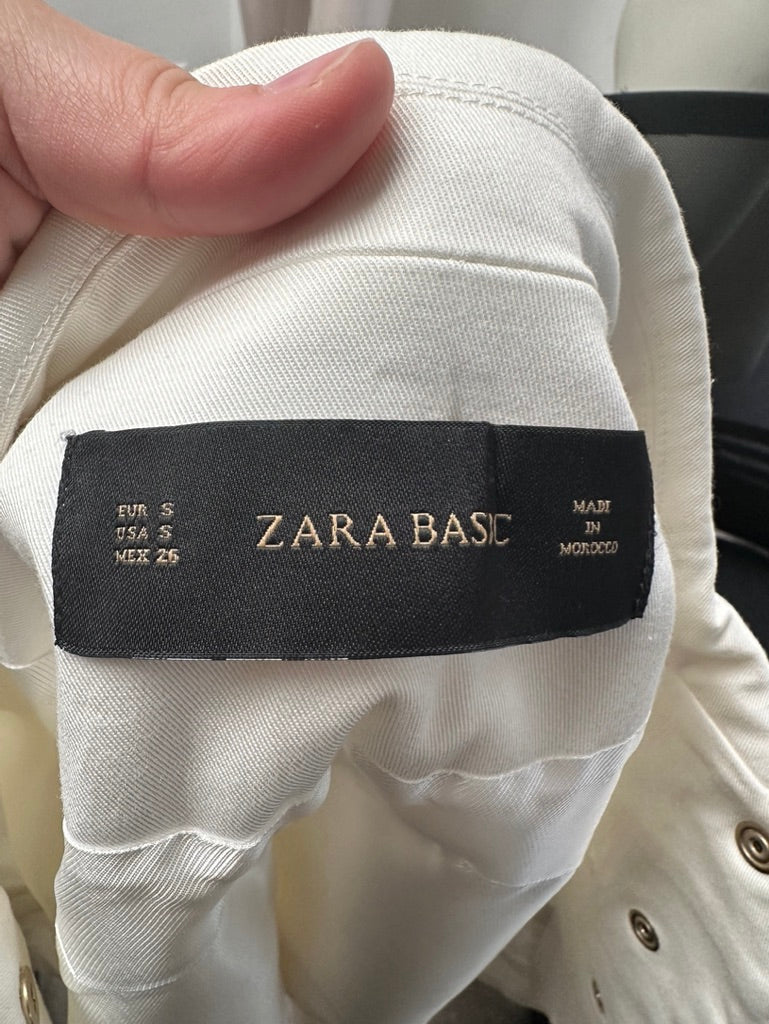 EUR S
USA S
MEX 26
ZARA BASIC
MADE
IN
MOROCCO